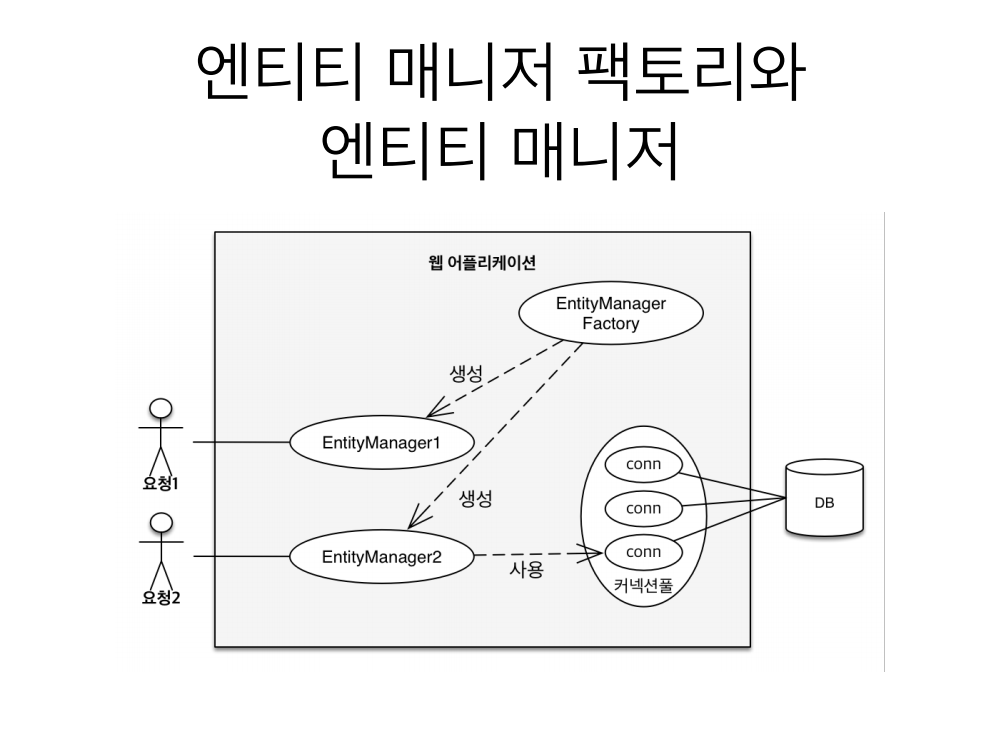 엔티티 매니저 팩토리와
엔티티 매니저
웹 어플리케이션
EntityManager
Factory
생성
EntityManager1
요청1
생성
conn
conn
conn
커넥션풀
DB
EntityManager2
사용
요청2